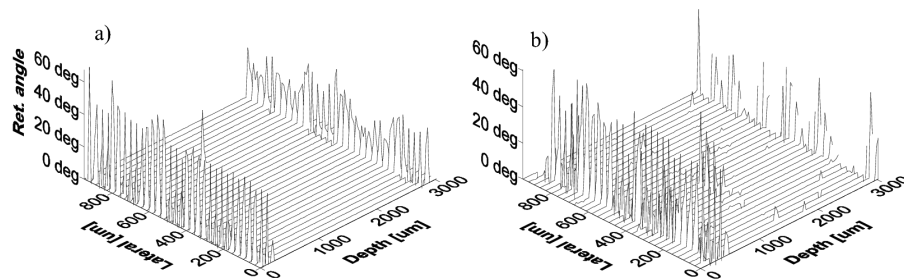 a)
Ret. angle
60 deg
40 deg
20 deg
0 deg
800
600
400
200
0
Lateral [um]
0
1000
2000
3000
Depth [um]
b)
60 deg
40 deg
20 deg
0 deg
800
600
400
200
0
Lateral [um]
0
1000
2000
3000
Depth [um]